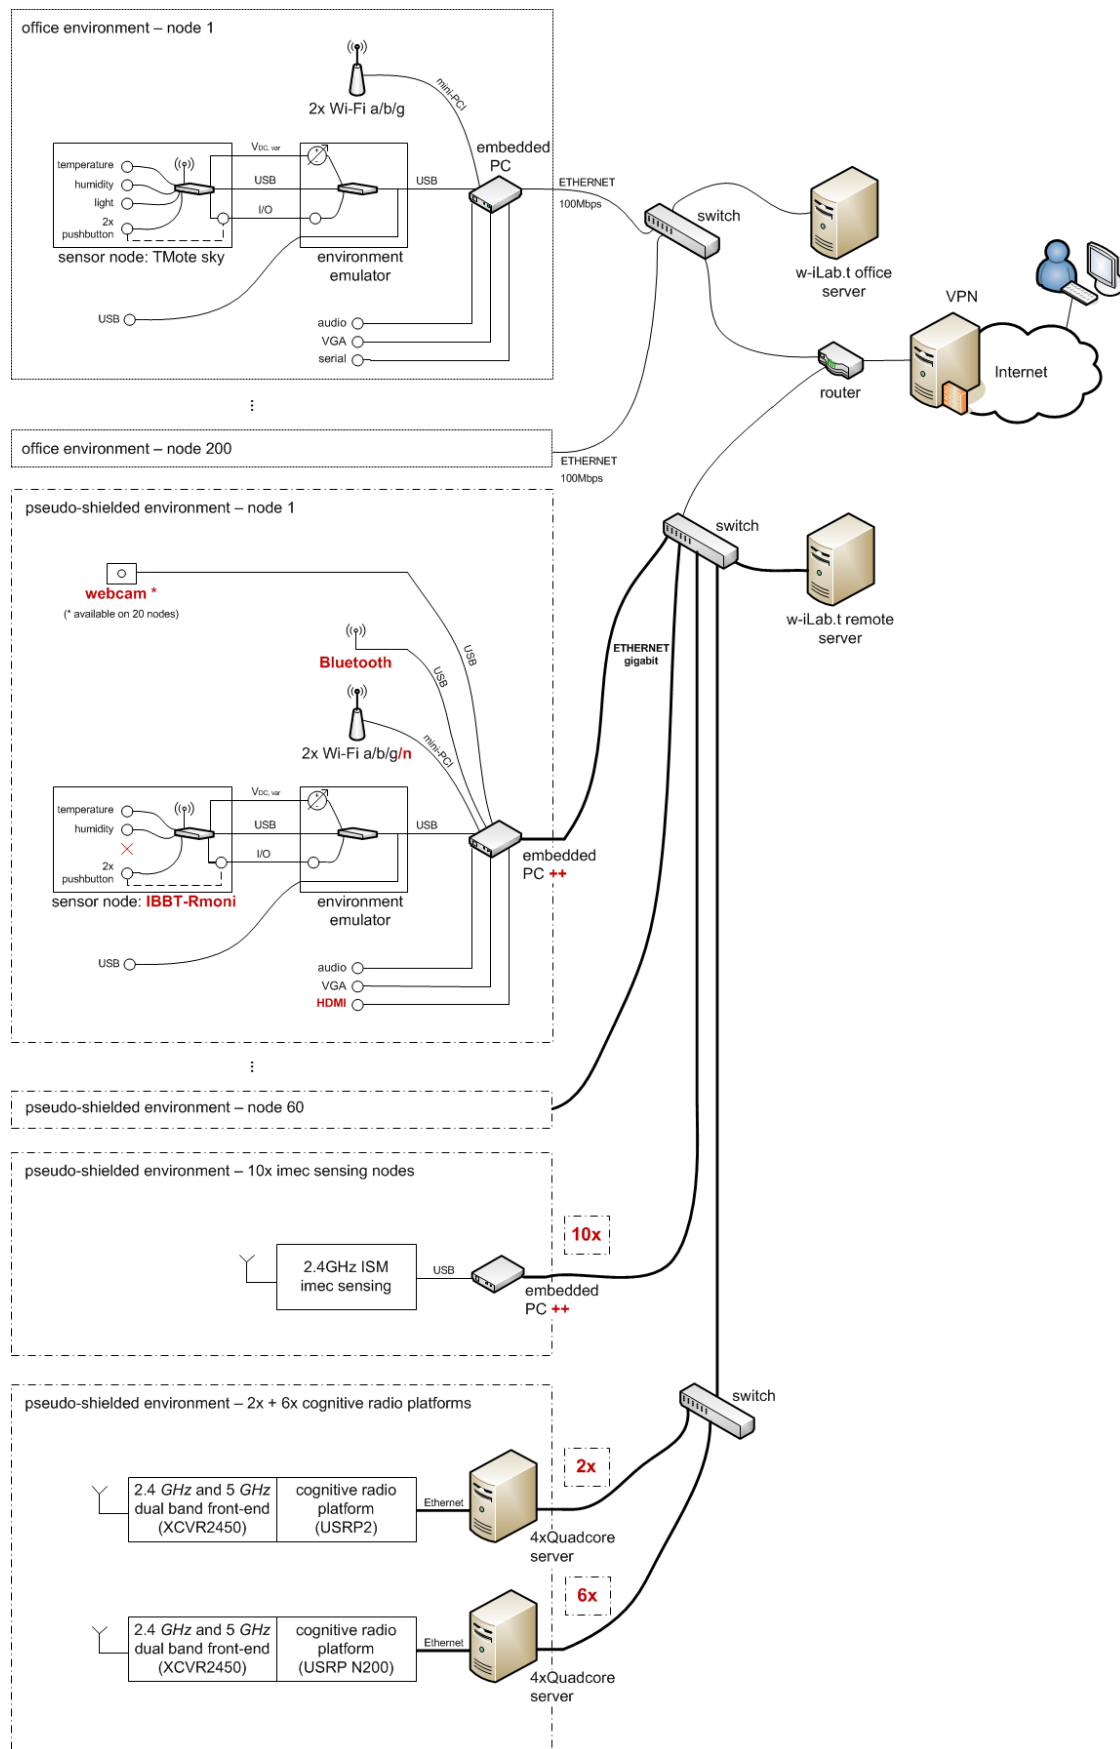 office environment – node 1
2x Wi-Fi a/b/g
mini-PCI
embedded
PC
temperature
humidity
light
2x
pushbutton
VDC, var
USB
I/O
USB
sensor node: TMote sky
environment
emulator
USB
audio
VGA
serial
ETHERNET
100Mbps
switch
w-iLab.t office
server
VPN
Internet
router
...
office environment – node 200
ETHERNET
100Mbps
pseudo-shielded environment – node 1
switch
w-iLab.t remote
server
webcam *
(* available on 20 nodes)
USB
Bluetooth
USB
ETHERNET
gigabit
2x Wi-Fi a/b/g/n
mini-PCI
temperature
humidity
2x
pushbutton
VDC, var
USB
I/O
USB
embedded
PC ++
sensor node: IBBT-Rmoni
environment
emulator
USB
audio
VGA
HDMI
...
pseudo-shielded environment – node 60
pseudo-shielded environment – 10x imec sensing nodes
10x
2.4GHz ISM
imec sensing
USB
embedded
PC ++
pseudo-shielded environment – 2x + 6x cognitive radio platforms
switch
2x
2.4 GHz and 5 GHz
dual band front-end
(XCVR2450)
cognitive radio
platform
(USRP2)
Ethernet
4xQuadcore
server
6x
2.4 GHz and 5 GHz
dual band front-end
(XCVR2450)
cognitive radio
platform
(USRP N200)
Ethernet
4xQuadcore
server